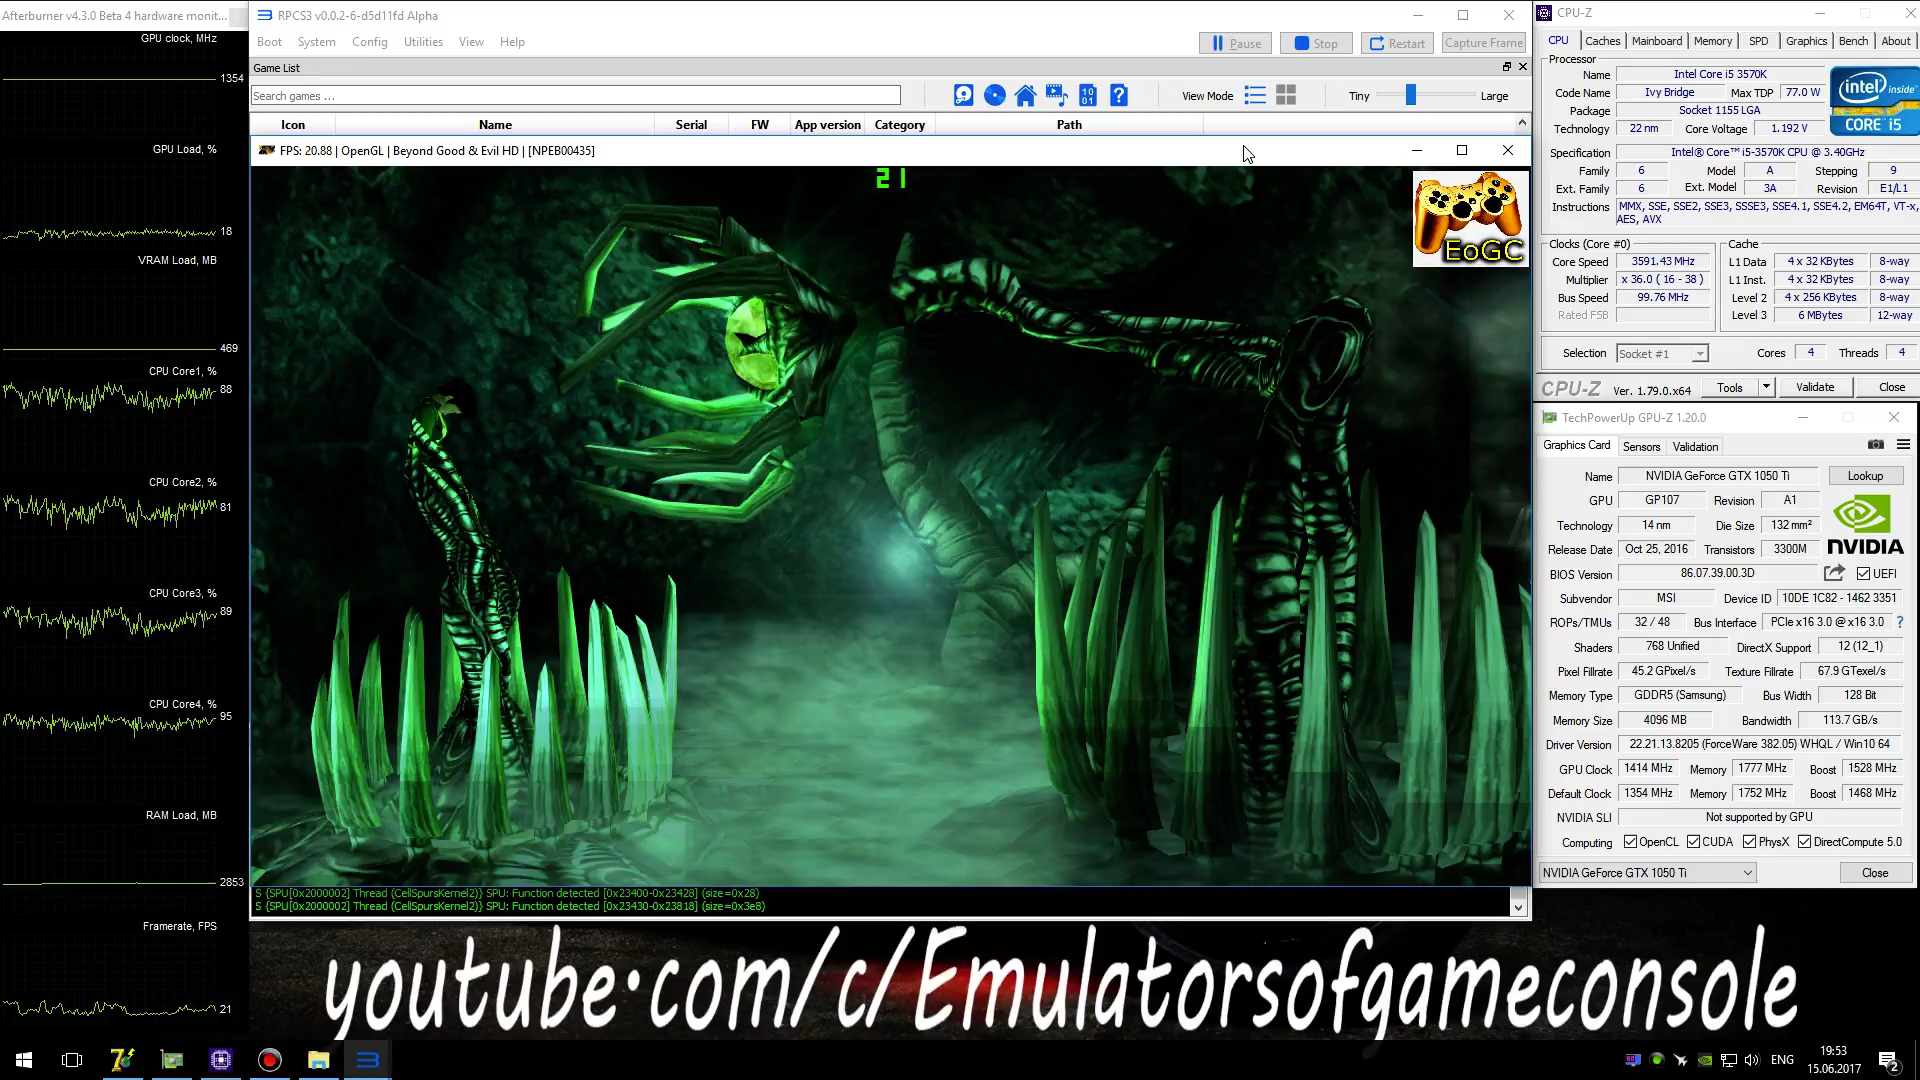 Afterburner v4.3.0 Beta 4 hardware monit...
GPU clock, MHz
1354
GPU Load, %
18
VRAM Load, MB
469
CPU Core1, %
88
CPU Core2, %
81
CPU Core3, %
89
CPU Core4, %
95
RAM Load, MB
2853
Framerate, FPS
21
RPCS3 v0.0.2-6-d5d11fd Alpha
Boot System Config Utilities View Help
Pause Stop Restart Capture Frame
Game List
Search games ...
View Mode Tiny Large
Icon Name Serial FW App version Category Path
FPS: 20.88 | OpenGL | Beyond Good & Evil HD | [NPEB00435]
21
EoGC
S {SPU[0x2000002] Thread (CellSpursKernel2)} SPU: Function detected [0x23400-0x23428] (size=0x28)
S {SPU[0x2000002] Thread (CellSpursKernel2)} SPU: Function detected [0x23430-0x23818] (size=0x3e8)
CPU-Z
CPU Caches Mainboard Memory SPD Graphics Bench About
Processor
Name Intel Core i5 3570K
Code Name Ivy Bridge Max TDP 77.0 W
Package Socket 1155 LGA
Technology 22 nm Core Voltage 1.192 V
intel inside
CORE i5
Specification Intel® Core™ i5-3570K CPU @ 3.40GHz
Family 6 Model A Stepping 9
Ext. Family 6 Ext. Model 3A Revision E1/L1
Instructions MMX, SSE, SSE2, SSE3, SSSE3, SSE4.1, SSE4.2, EM64T, VT-x,
AES, AVX
Clocks (Core #0) Cache
Core Speed 3591.43 MHz L1 Data 4 x 32 KBytes 8-way
Multiplier x 36.0 ( 16 - 38 ) L1 Inst. 4 x 32 KBytes 8-way
Bus Speed 99.76 MHz Level 2 4 x 256 KBytes 8-way
Rated FSB Level 3 6 MBytes 12-way
Selection Socket #1 Cores 4 Threads 4
CPU-Z Ver. 1.79.0.x64 Tools Validate Close
TechPowerUp GPU-Z 1.20.0
Graphics Card Sensors Validation
Name NVIDIA GeForce GTX 1050 Ti Lookup
GPU GP107 Revision A1
Technology 14 nm Die Size 132 mm²
Release Date Oct 25, 2016 Transistors 3300M
NVIDIA
BIOS Version 86.07.39.00.3D UEFI
Subvendor MSI Device ID 10DE 1C82 - 1462 3351
ROPs/TMUs 32 / 48 Bus Interface PCIe x16 3.0 @ x16 3.0 ?
Shaders 768 Unified DirectX Support 12 (12_1)
Pixel Fillrate 45.2 GPixel/s Texture Fillrate 67.9 GTexel/s
Memory Type GDDR5 (Samsung) Bus Width 128 Bit
Memory Size 4096 MB Bandwidth 113.7 GB/s
Driver Version 22.21.13.8205 (ForceWare 382.05) WHQL / Win10 64
GPU Clock 1414 MHz Memory 1777 MHz Boost 1528 MHz
Default Clock 1354 MHz Memory 1752 MHz Boost 1468 MHz
NVIDIA SLI Not supported by GPU
Computing OpenCL CUDA PhysX DirectCompute 5.0
NVIDIA GeForce GTX 1050 Ti Close
youtube.com/c/Emulatorsofgameconsole
ENG
19:53
15.06.2017
2